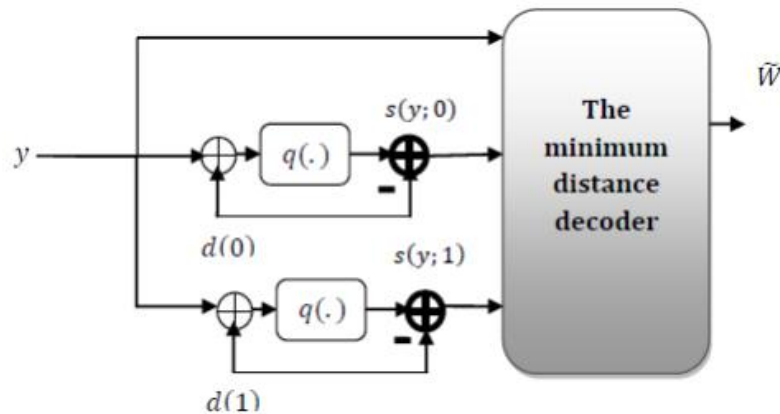 W̃
s(y;0)
The
minimum
distance
decoder
y
q(.)
-
d(0)
s(y;1)
q(.)
-
d(1)